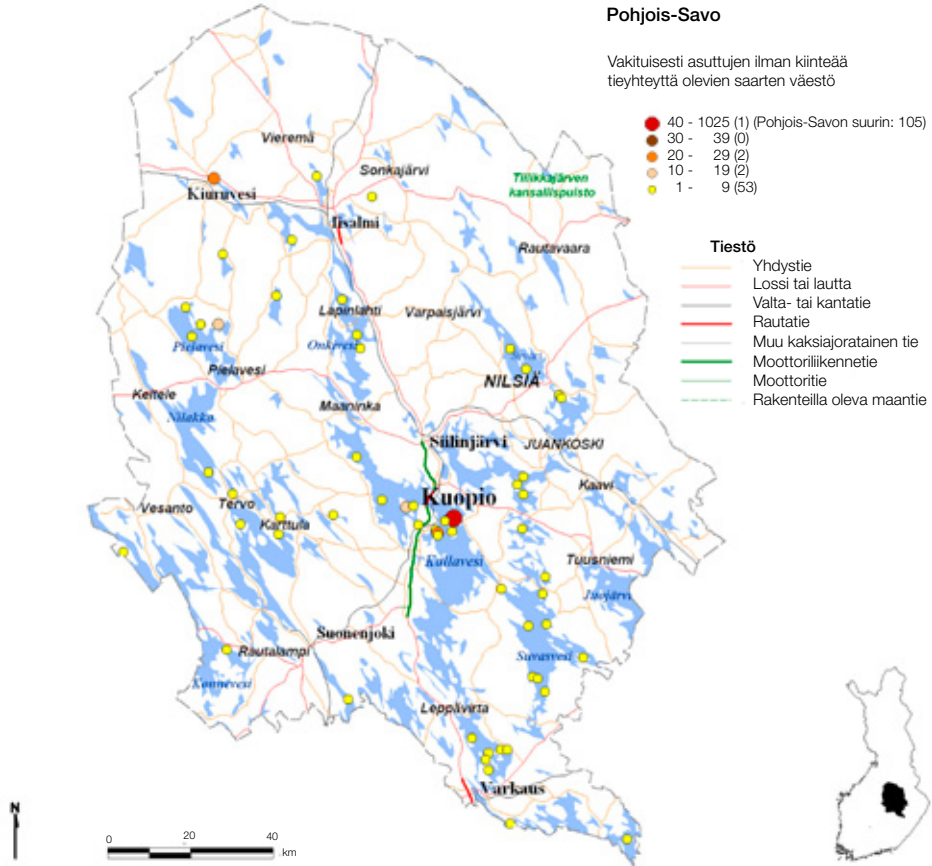 Pohjois-Savo
Vakituisesti asuttujen ilman kiinteää
tieyhteyttä olevien saarten väestö
40 - 1025 (1) (Pohjois-Savon suurin: 105)
30 - 39 (0)
20 - 29 (2)
10 - 19 (2)
1 - 9 (53)
Tiestö
Yhdystie
Lossi tai lautta
Valta- tai kantatie
Rautatie
Muu kaksiajoratainen tie
Moottoriliikennetie
Moottoritie
Rakenteilla oleva maantie
Vieremä
Sonkajärvi
Tiilikkajärven
kansallispuisto
Kiuruvesi
Iisalmi
Rautavaara
Lapinlahti
Varpaisjärvi
Pielavesi
Onkivesi
Pielavesi
NILSIÄ
Keitele
Maaninka
Nilakka
Siilinjärvi
JUANKOSKI
Kuopio
Kaavi
Vesanto
Tervo
Karttula
Kallavesi
Tuusniemi
Juojärvi
Suonenjoki
Rautalampi
Suvasvesi
Konnevesi
Leppävirta
Varkaus
N
0 20 40
km